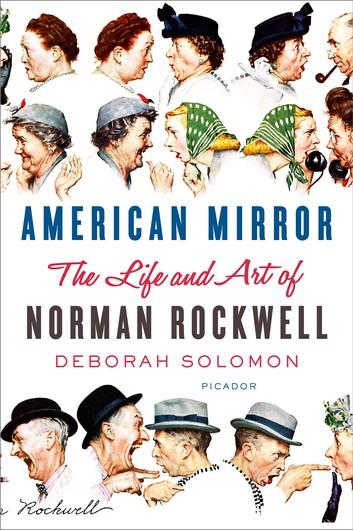 AMERICAN MIRROR
The Life and Art of
NORMAN ROCKWELL
DEBORAH SOLOMON
PICADOR
Rockwell